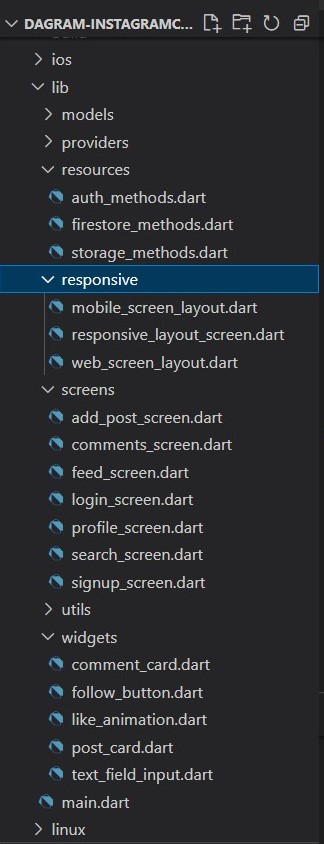 DAGRAM-INSTAGRAMC...
ios
lib
models
providers
resources
auth_methods.dart
firestore_methods.dart
storage_methods.dart
responsive
mobile_screen_layout.dart
responsive_layout_screen.dart
web_screen_layout.dart
screens
add_post_screen.dart
comments_screen.dart
feed_screen.dart
login_screen.dart
profile_screen.dart
search_screen.dart
signup_screen.dart
utils
widgets
comment_card.dart
follow_button.dart
like_animation.dart
post_card.dart
text_field_input.dart
main.dart
linux